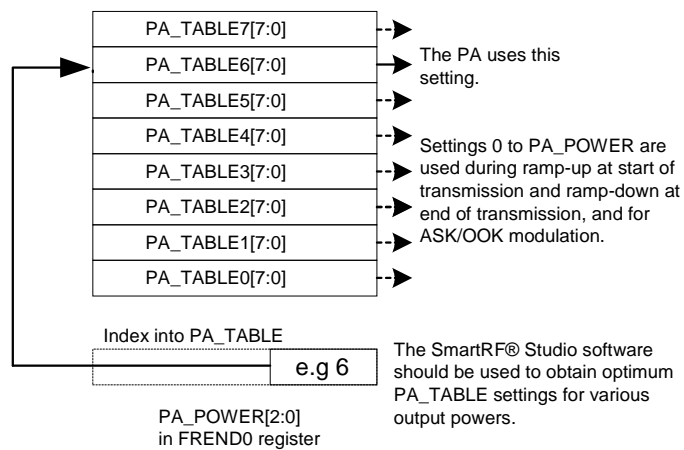 PA_TABLE7[7:0]
PA_TABLE6[7:0]
PA_TABLE5[7:0]
PA_TABLE4[7:0]
PA_TABLE3[7:0]
PA_TABLE2[7:0]
PA_TABLE1[7:0]
PA_TABLE0[7:0]
The PA uses this
setting.
Settings 0 to PA_POWER are
used during ramp-up at start of
transmission and ramp-down at
end of transmission, and for
ASK/OOK modulation.
Index into PA_TABLE
e.g 6
PA_POWER[2:0]
in FREND0 register
The SmartRF® Studio software
should be used to obtain optimum
PA_TABLE settings for various
output powers.